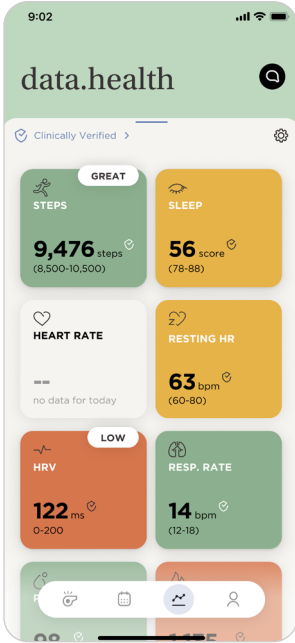 9:02
data.health
Clinically Verified >
GREAT
STEPS
9,476 steps
(8,500-10,500)
SLEEP
56 score
(78-88)
HEART RATE
--
no data for today
RESTING HR
63 bpm
(60-80)
LOW
HRV
122 ms
0-200
RESP. RATE
14 bpm
(12-18)